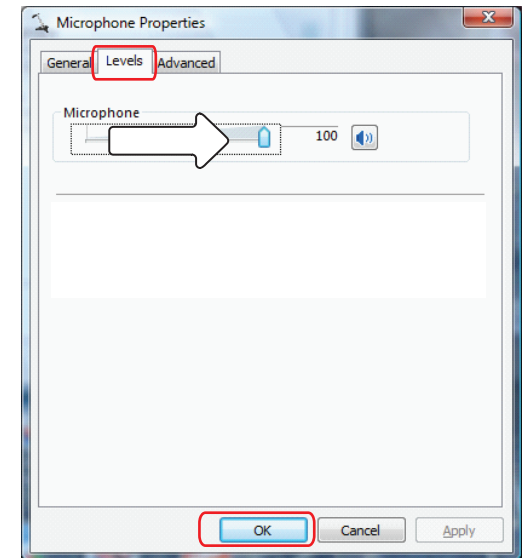 Microphone Properties
General Levels Advanced
Microphone
100
OK Cancel Apply